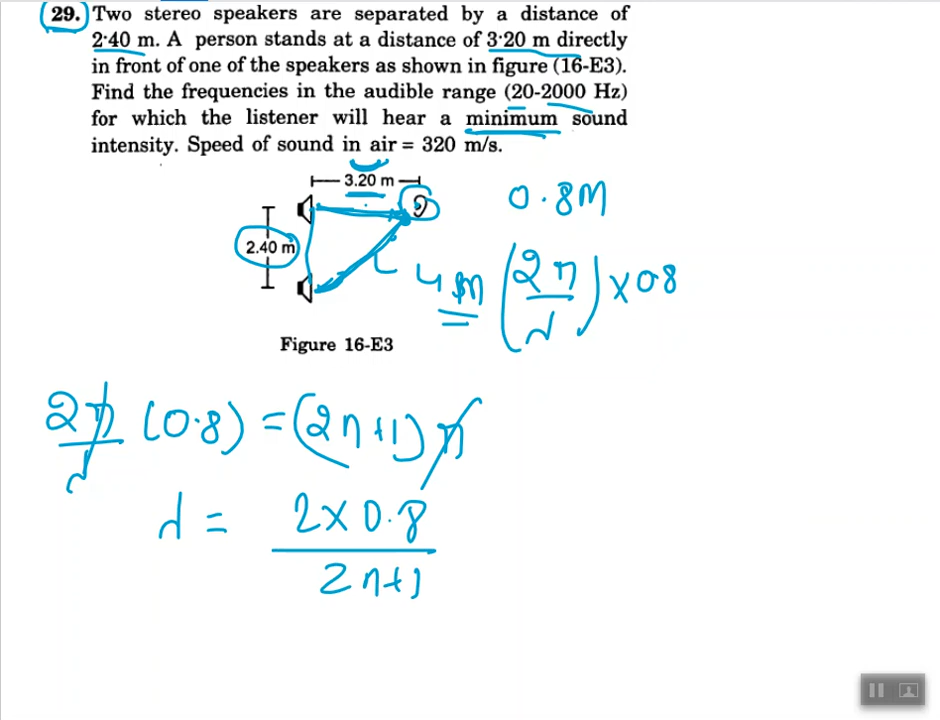 29. Two stereo speakers are separated by a distance of
2·40 m. A person stands at a distance of 3·20 m directly
in front of one of the speakers as shown in figure (16-E3).
Find the frequencies in the audible range (20-2000 Hz)
for which the listener will hear a minimum sound
intensity. Speed of sound in air = 320 m/s.
3.20 m
0.8m
2.40 m
4m (2π/λ) × 0.8
Figure 16-E3
2π/λ (0.8) = (2n+1) π
λ = 2 × 0.8 / 2n+1